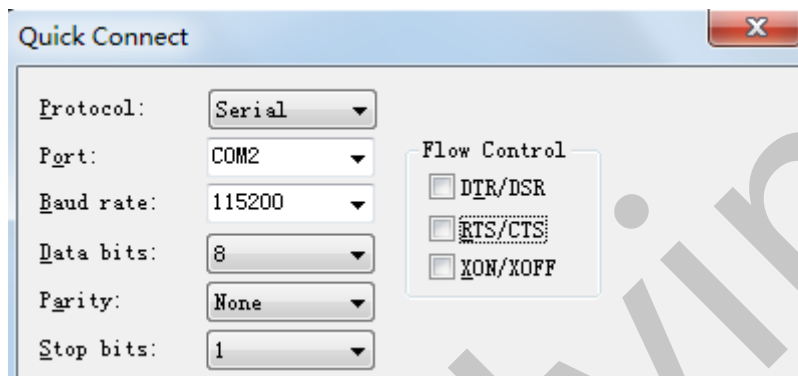 Quick Connect
Protocol: Serial
Port: COM2
Baud rate: 115200
Data bits: 8
Parity: None
Stop bits: 1
Flow Control
DTR/DSR
RTS/CTS
XON/XOFF